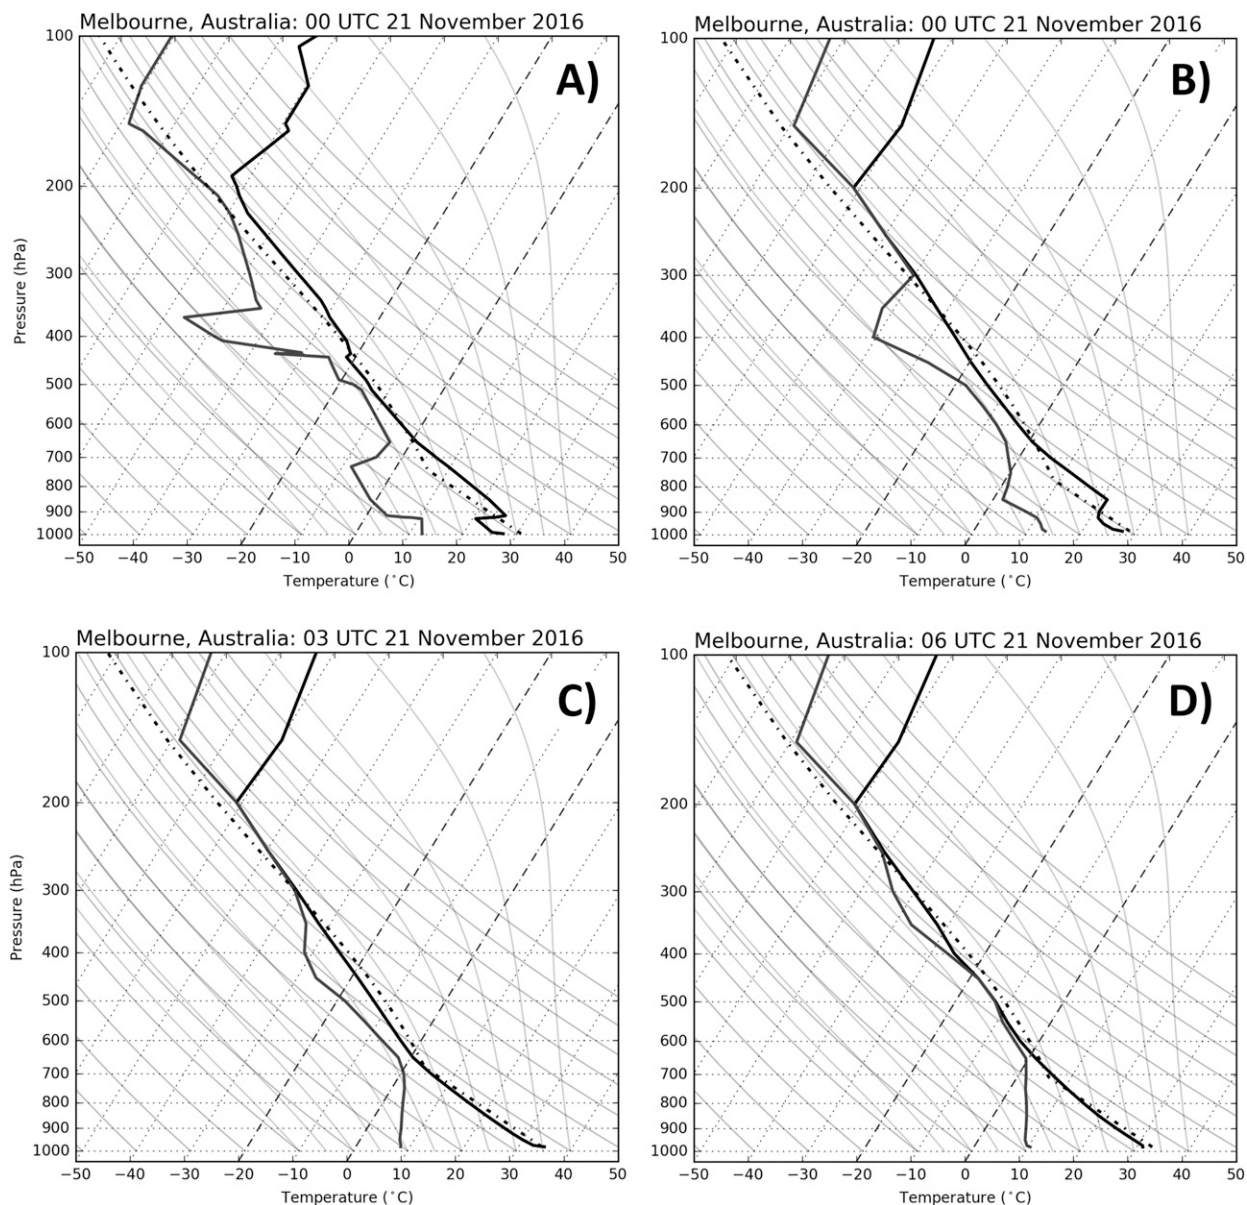 Melbourne, Australia: 00 UTC 21 November 2016
A)
100
200
300
400
500
600
700
800
900
1000
Pressure (hPa)
−50 −40 −30 −20 −10 0 10 20 30 40 50
Temperature (°C)
Melbourne, Australia: 00 UTC 21 November 2016
B)
100
200
300
400
500
600
700
800
900
1000
−50 −40 −30 −20 −10 0 10 20 30 40 50
Temperature (°C)
Melbourne, Australia: 03 UTC 21 November 2016
C)
100
200
300
400
500
600
700
800
900
1000
Pressure (hPa)
−50 −40 −30 −20 −10 0 10 20 30 40 50
Temperature (°C)
Melbourne, Australia: 06 UTC 21 November 2016
D)
100
200
300
400
500
600
700
800
900
1000
−50 −40 −30 −20 −10 0 10 20 30 40 50
Temperature (°C)